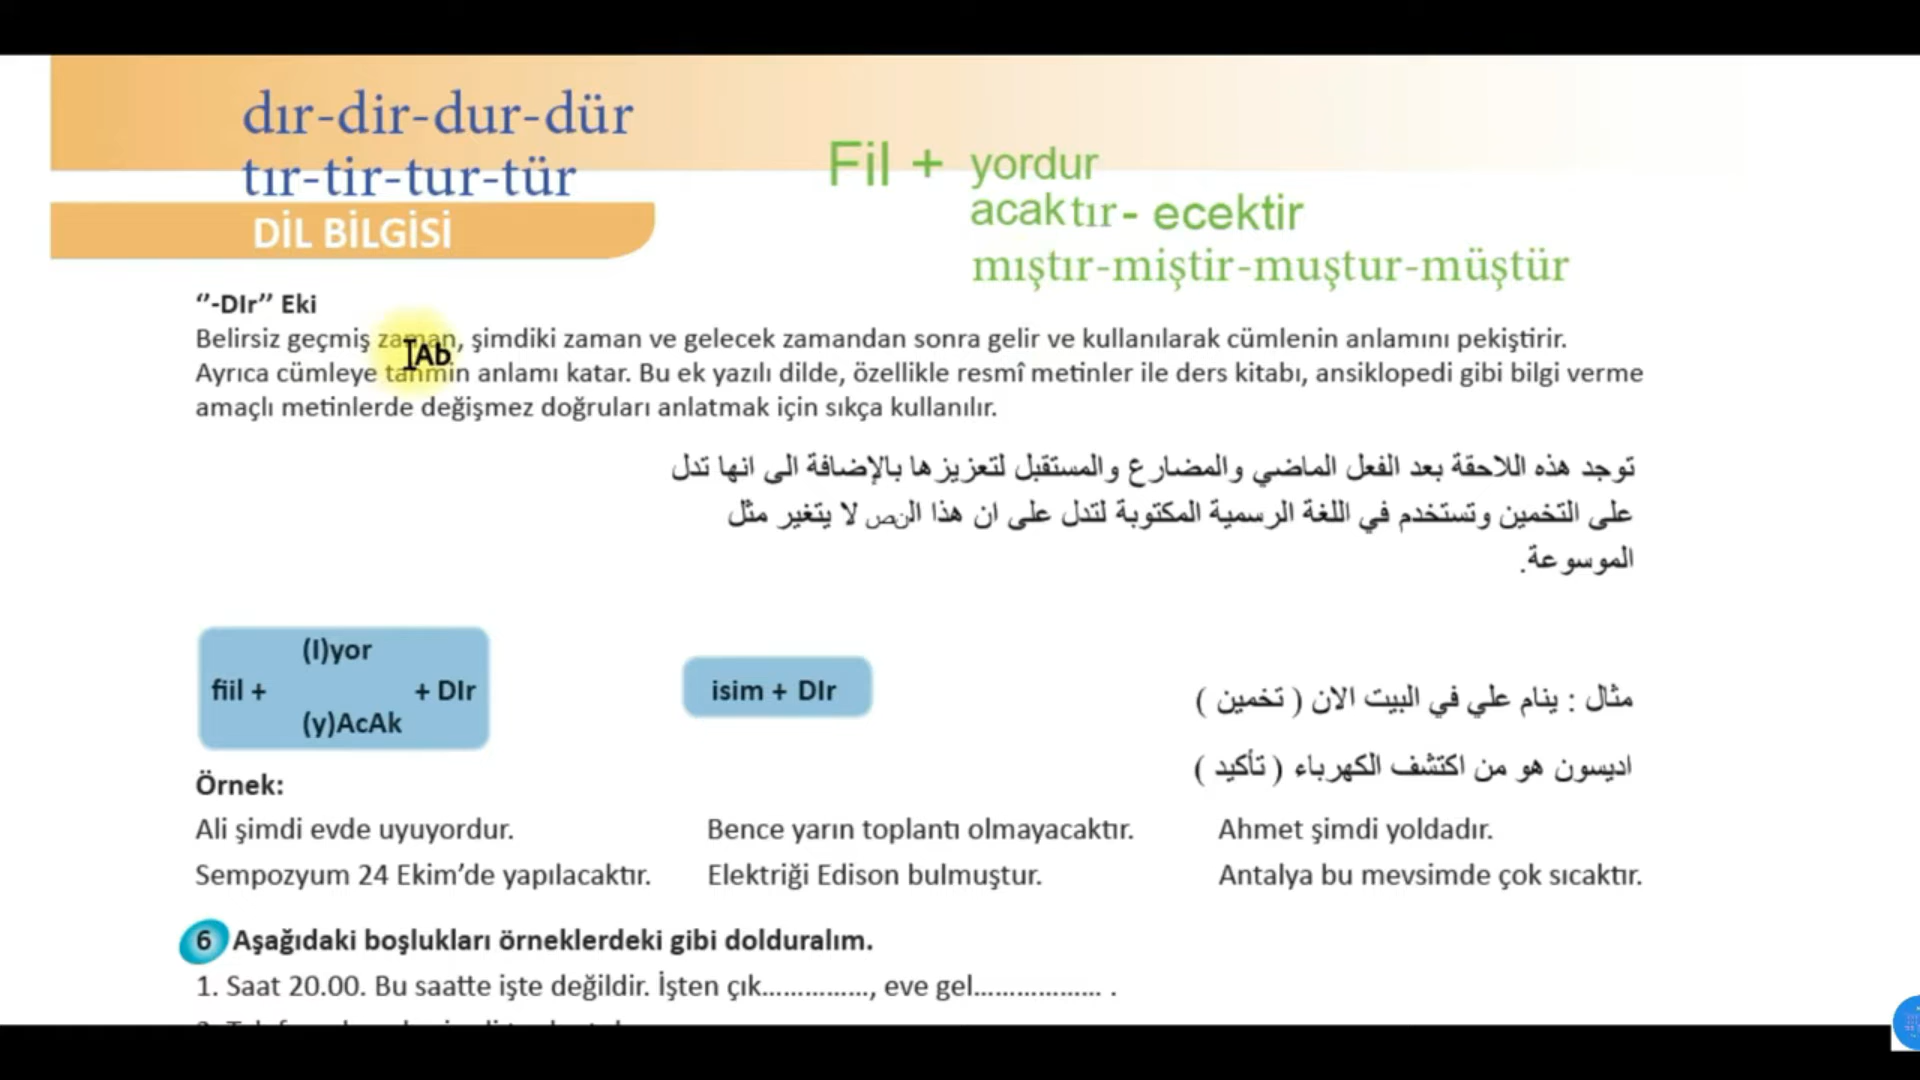 dır-dir-dur-dür
tır-tir-tur-tür
DİL BİLGİSİ
Fil + yordur
acaktır- ecektir
mıştır-miştir-muştur-müştür
‘’-DIr’’ Eki
Belirsiz geçmiş zaman, şimdiki zaman ve gelecek zamandan sonra gelir ve kullanılarak cümlenin anlamını pekiştirir.
Ab
Ayrıca cümleye tahmin anlamı katar. Bu ek yazılı dilde, özellikle resmî metinler ile ders kitabı, ansiklopedi gibi bilgi verme
amaçlı metinlerde değişmez doğruları anlatmak için sıkça kullanılır.
توجد هذه اللاحقة بعد الفعل الماضي والمضارع والمستقبل لتعزيزها بالإضافة الى انها تدل
على التخمين وتستخدم في اللغة الرسمية المكتوبة لتدل على ان هذا النص لا يتغير مثل
الموسوعة.
(I)yor
fiil + + DIr
(y)AcAk
isim + DIr
مثال : ينام علي في البيت الان ( تخمين )
اديسون هو من اكتشف الكهرباء ( تأكيد )
Örnek:
Ali şimdi evde uyuyordur. Bence yarın toplantı olmayacaktır. Ahmet şimdi yoldadır.
Sempozyum 24 Ekim’de yapılacaktır. Elektriği Edison bulmuştur. Antalya bu mevsimde çok sıcaktır.
6 Aşağıdaki boşlukları örneklerdeki gibi dolduralım.
1. Saat 20.00. Bu saatte işte değildir. İşten çık..............., eve gel.................. .